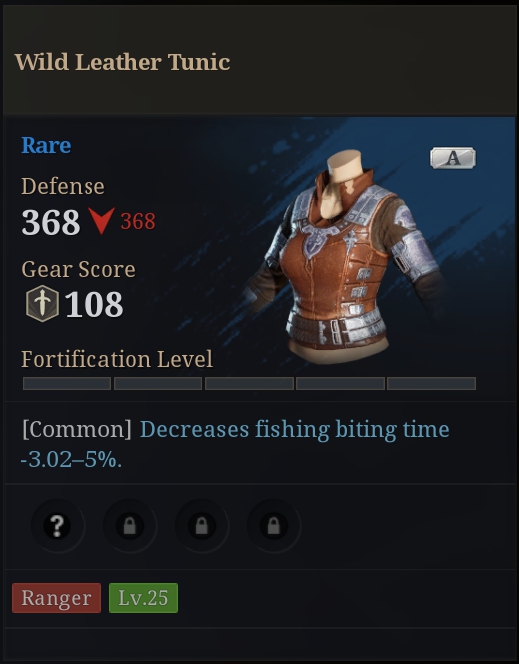 Wild Leather Tunic
Rare
A
Defense
368 368
Gear Score
108
Fortification Level
[Common] Decreases fishing biting time
-3.02–5%.
?
Ranger Lv.25